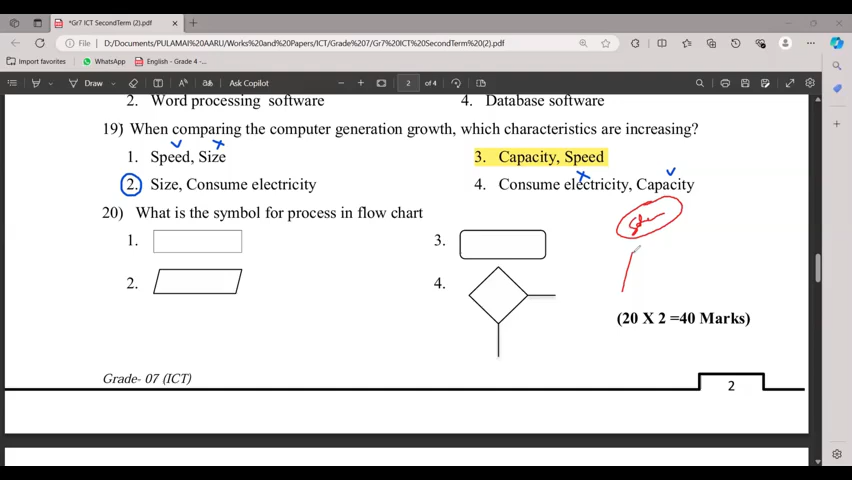 *Gr7 ICT SecondTerm (2).pdf
File D:/Documents/PULAMAI%20AARU/Works%20and%20Papers/ICT/Grade%207/Gr7%20ICT%20SecondTerm%20(2).pdf
Import favorites WhatsApp English - Grade 4 -...
Draw Ask Copilot 2 of 4
2. Word processing software 4. Database software
19) When comparing the computer generation growth, which characteristics are increasing?
1. Speed, Size 3. Capacity, Speed
2. Size, Consume electricity 4. Consume electricity, Capacity
20) What is the symbol for process in flow chart
1. 3.
2. 4.
(20 X 2 =40 Marks)
Grade- 07 (ICT)
2